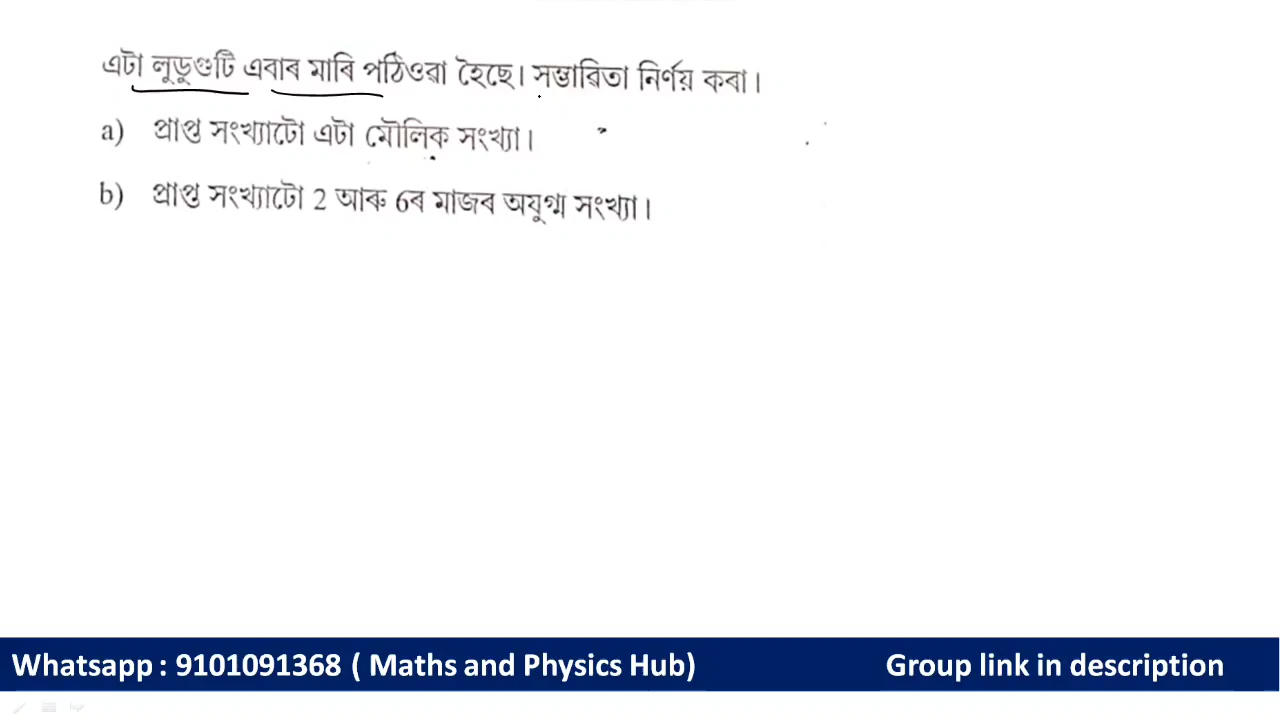 এটা লুডুগুটি এবাৰ মাৰি পঠিওৱা হৈছে। সম্ভাৱিতা নিৰ্ণয় কৰা।
a) প্ৰাপ্ত সংখ্যাটো এটা মৌলিক সংখ্যা।
b) প্ৰাপ্ত সংখ্যাটো 2 আৰু 6ৰ মাজৰ অযুগ্ম সংখ্যা।
Whatsapp : 9101091368 ( Maths and Physics Hub) Group link in description